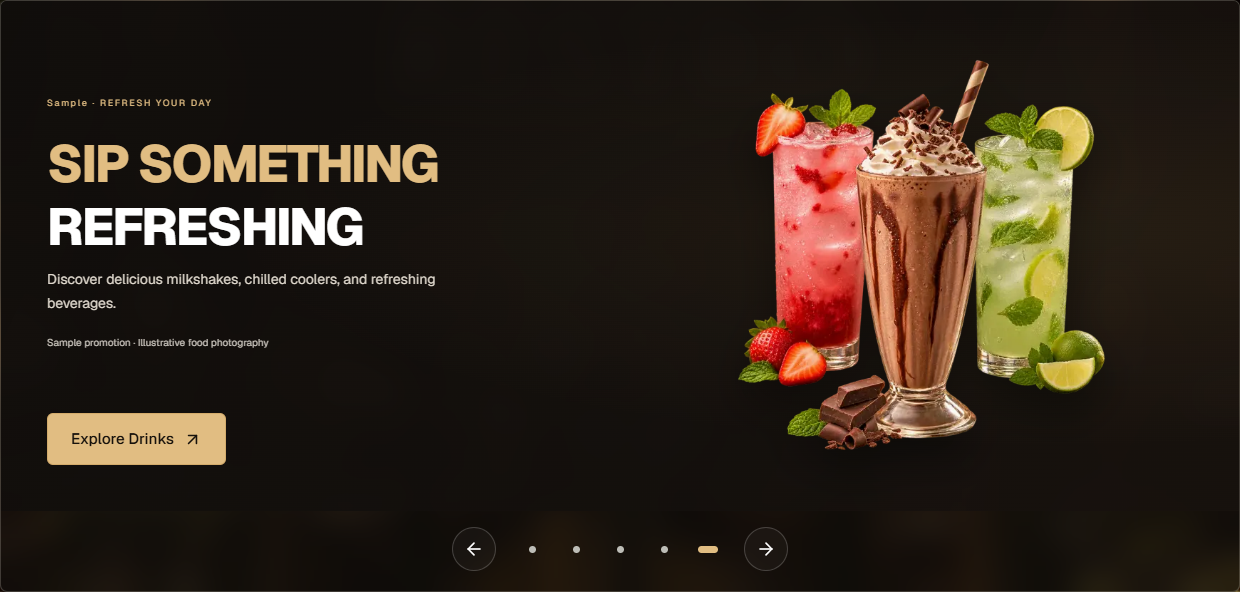 Sample · REFRESH YOUR DAY
SIP SOMETHING
REFRESHING
Discover delicious milkshakes, chilled coolers, and refreshing
beverages.
Sample promotion · Illustrative food photography
Explore Drinks